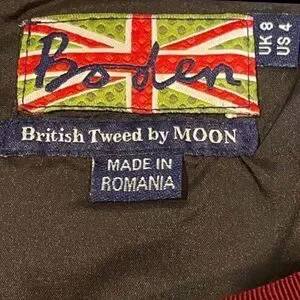 Boden
UK 8
US 4
British Tweed by MOON
MADE IN
ROMANIA